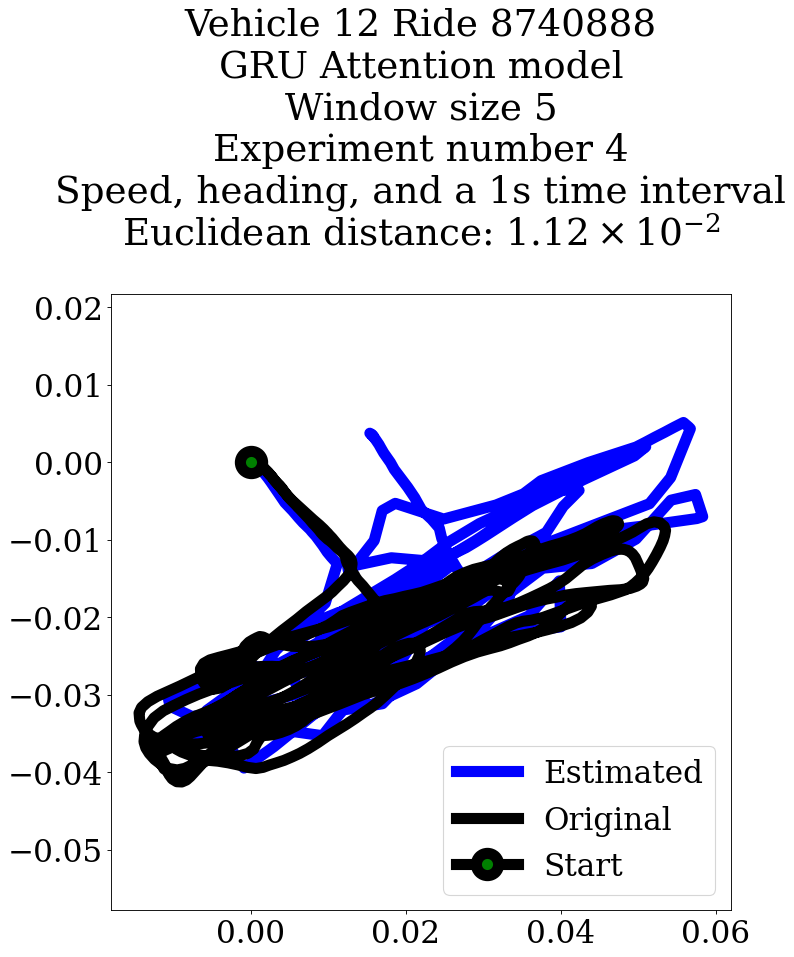 Vehicle 12 Ride 8740888
GRU Attention model
Window size 5
Experiment number 4
Speed, heading, and a 1s time interval
Euclidean distance: 1.12 × 10⁻²
0.02
0.01
0.00
−0.01
−0.02
−0.03
−0.04
−0.05
Estimated
Original
Start
0.00 0.02 0.04 0.06